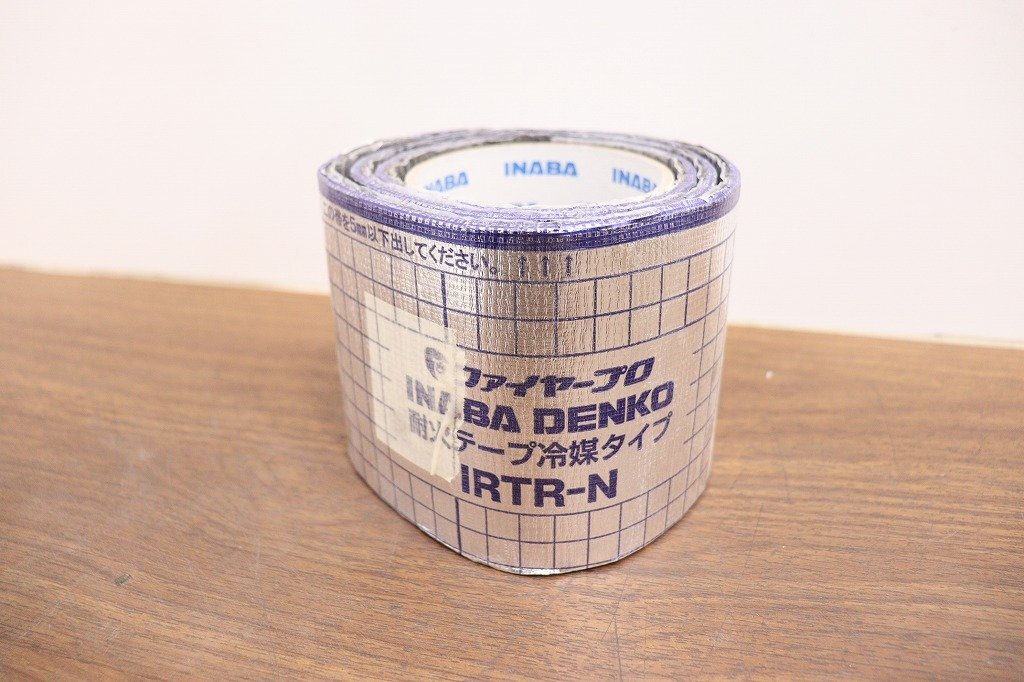 INABA INABA INABA
この帯を5mm以下出してください。↑↑↑
ファイヤープロ
INABA DENKO
耐火テープ冷媒タイプ
IRTR-N